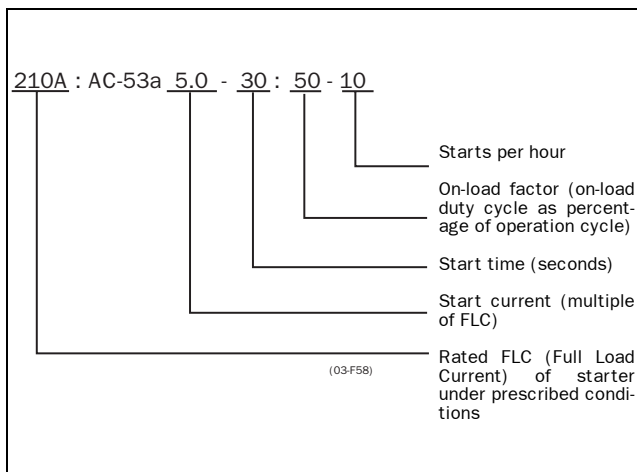 210A : AC-53a 5.0 - 30 : 50 - 10
Starts per hour
On-load factor (on-load
duty cycle as percent-
age of operation cycle)
Start time (seconds)
Start current (multiple
of FLC)
Rated FLC (Full Load
Current) of starter
under prescribed condi-
tions
(03-F58)